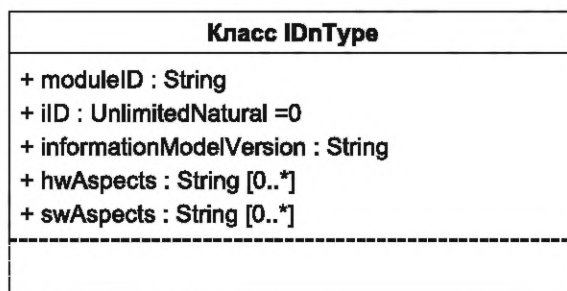 Класс IDnType
+ moduleID : String
+ iID : UnlimitedNatural =0
+ informationModelVersion : String
+ hwAspects : String [0..*]
+ swAspects : String [0..*]